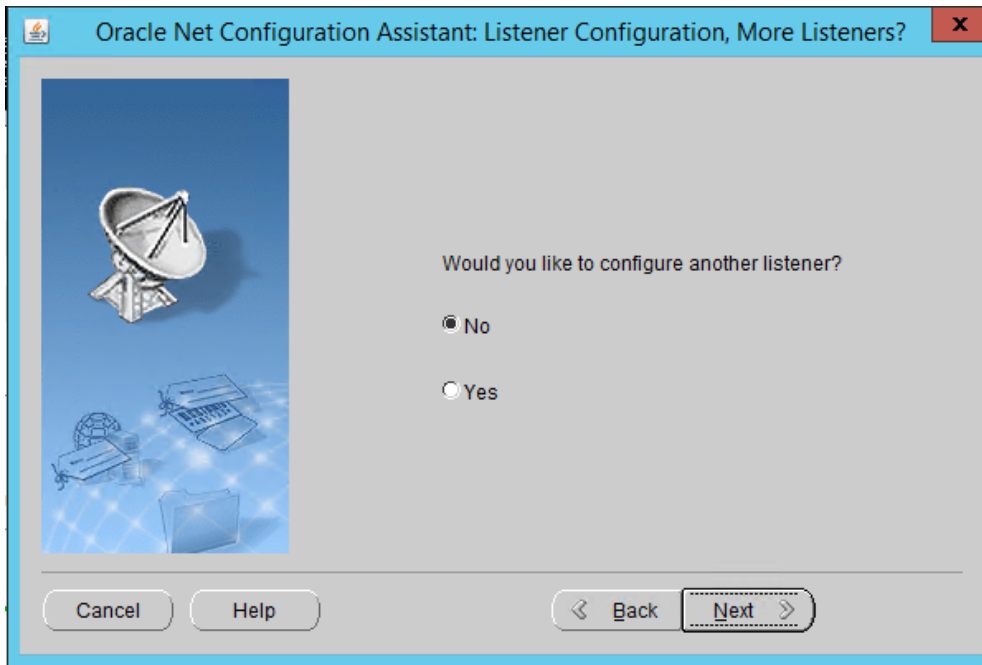 Oracle Net Configuration Assistant: Listener Configuration, More Listeners?
x
Would you like to configure another listener?
No
Yes
Cancel
Help
Back
Next